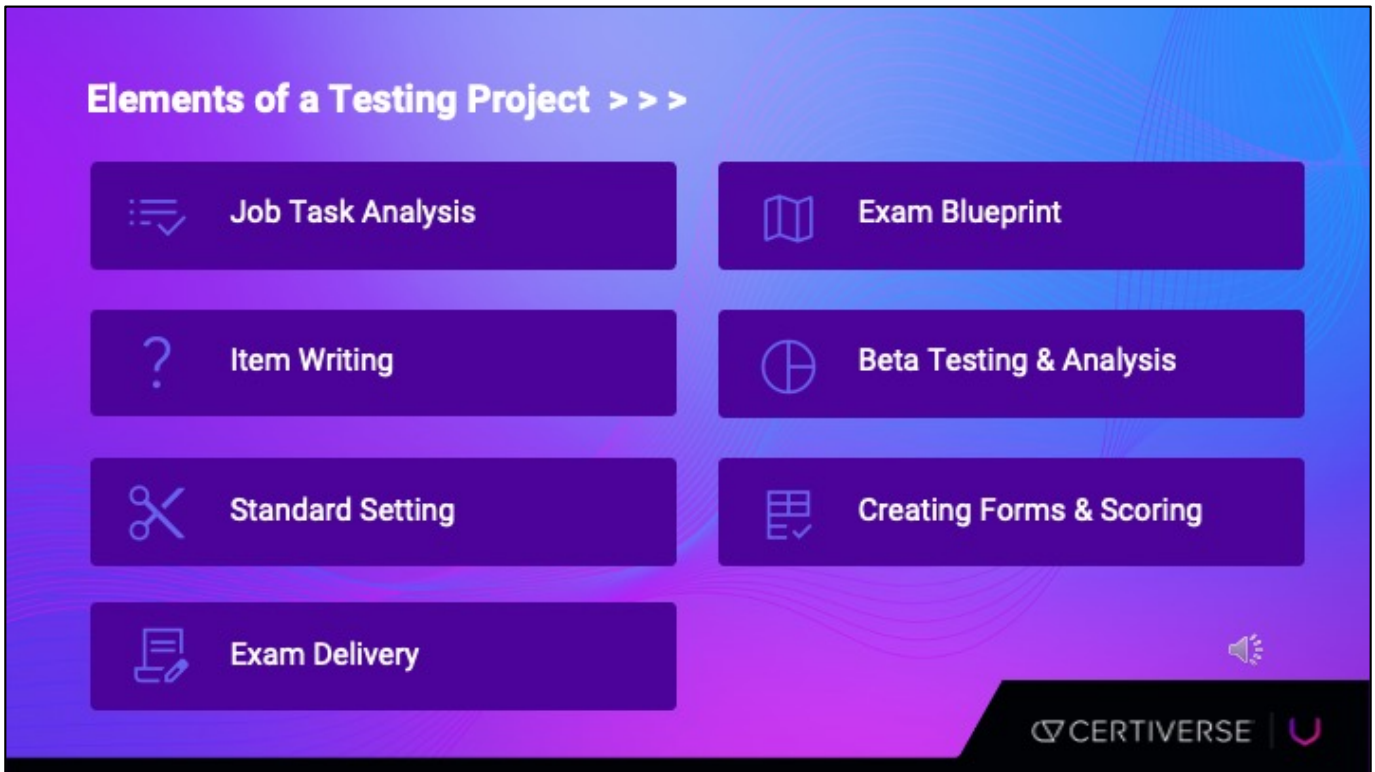 Elements of a Testing Project > > >
Job Task Analysis
Exam Blueprint
Item Writing
Beta Testing & Analysis
Standard Setting
Creating Forms & Scoring
Exam Delivery
CERTIVERSE